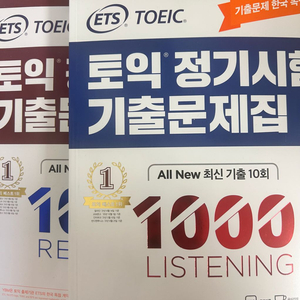 ETS TOEIC
토익
기출문
1
10
RE
ETS TOEIC®
기출문제 한국 독
토익® 정기시험
기출문제집
All New 최신 기출 10회
1
1000
LISTENING